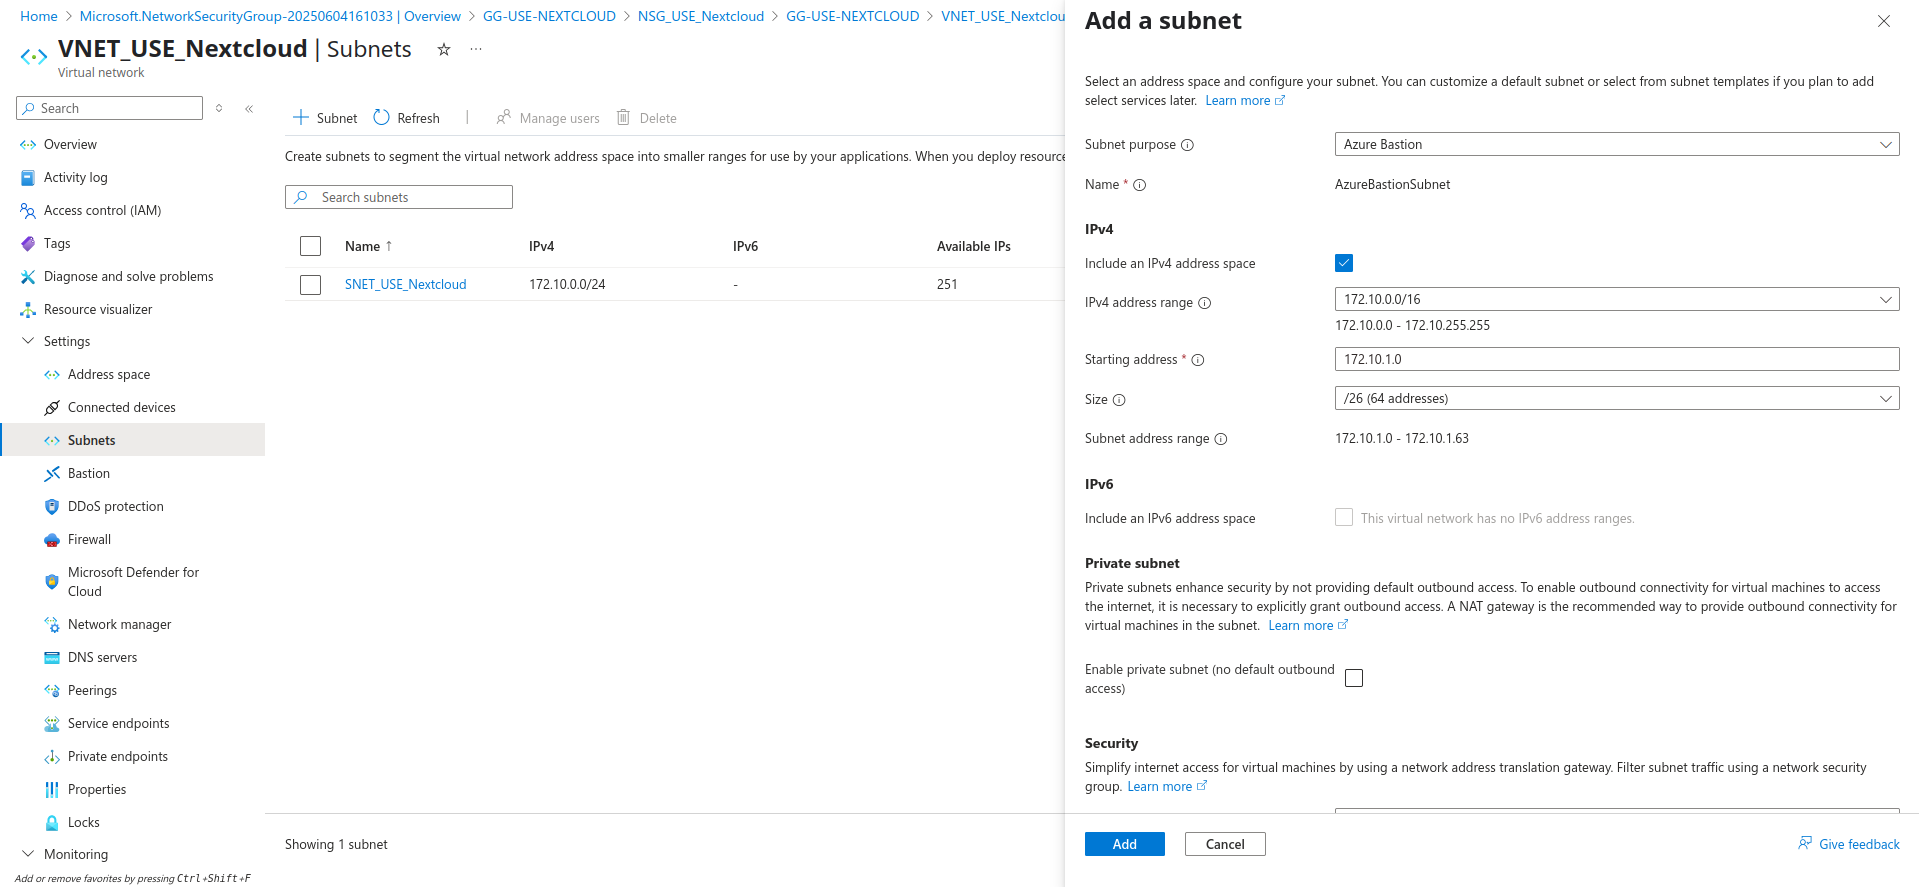 Home > Microsoft.NetworkSecurityGroup-20250604161033 | Overview > GG-USE-NEXTCLOUD > NSG_USE_Nextcloud > GG-USE-NEXTCLOUD > VNET_USE_Nextclou
VNET_USE_Nextcloud | Subnets
Virtual network
Search
Overview
Activity log
Access control (IAM)
Tags
Diagnose and solve problems
Resource visualizer
Settings
Address space
Connected devices
Subnets
Bastion
DDoS protection
Firewall
Microsoft Defender for
Cloud
Network manager
DNS servers
Peerings
Service endpoints
Private endpoints
Properties
Locks
Monitoring
Add or remove favorites by pressing Ctrl+Shift+F
Subnet Refresh | Manage users Delete
Create subnets to segment the virtual network address space into smaller ranges for use by your applications. When you deploy resource
Search subnets
Name ↑ IPv4 IPv6 Available IPs
SNET_USE_Nextcloud 172.10.0.0/24 - 251
Showing 1 subnet
Add a subnet
Select an address space and configure your subnet. You can customize a default subnet or select from subnet templates if you plan to add
select services later. Learn more
Subnet purpose Azure Bastion
Name * AzureBastionSubnet
IPv4
Include an IPv4 address space
IPv4 address range 172.10.0.0/16
172.10.0.0 - 172.10.255.255
Starting address * 172.10.1.0
Size /26 (64 addresses)
Subnet address range 172.10.1.0 - 172.10.1.63
IPv6
Include an IPv6 address space This virtual network has no IPv6 address ranges.
Private subnet
Private subnets enhance security by not providing default outbound access. To enable outbound connectivity for virtual machines to access
the internet, it is necessary to explicitly grant outbound access. A NAT gateway is the recommended way to provide outbound connectivity for
virtual machines in the subnet. Learn more
Enable private subnet (no default outbound
access)
Security
Simplify internet access for virtual machines by using a network address translation gateway. Filter subnet traffic using a network security
group. Learn more
Add Cancel Give feedback